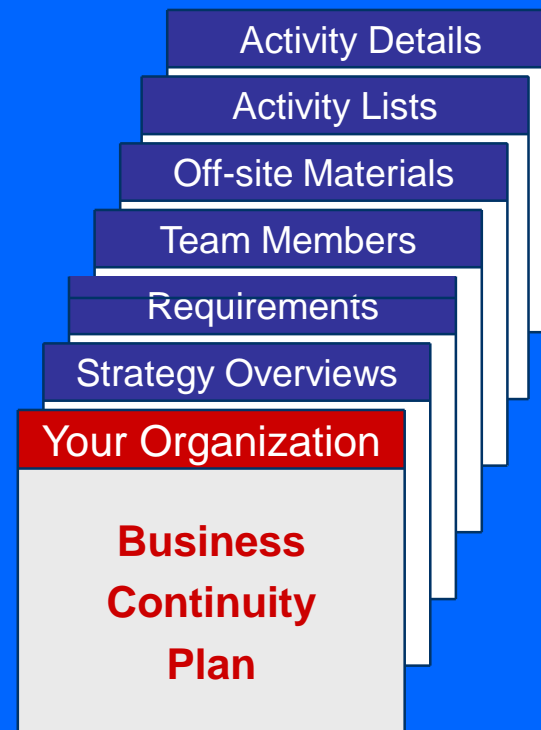 Activity Details
Activity Lists
Off-site Materials
Team Members
Requirements
Strategy Overviews
Your Organization
Business
Continuity
Plan